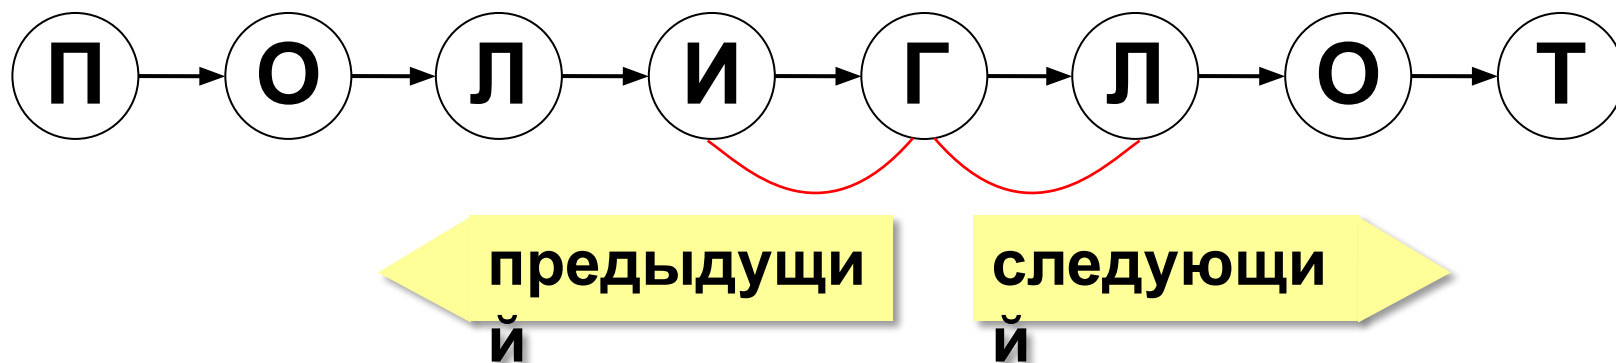 П О Л И Г Л О Т
предыдущи
й
следующи
й